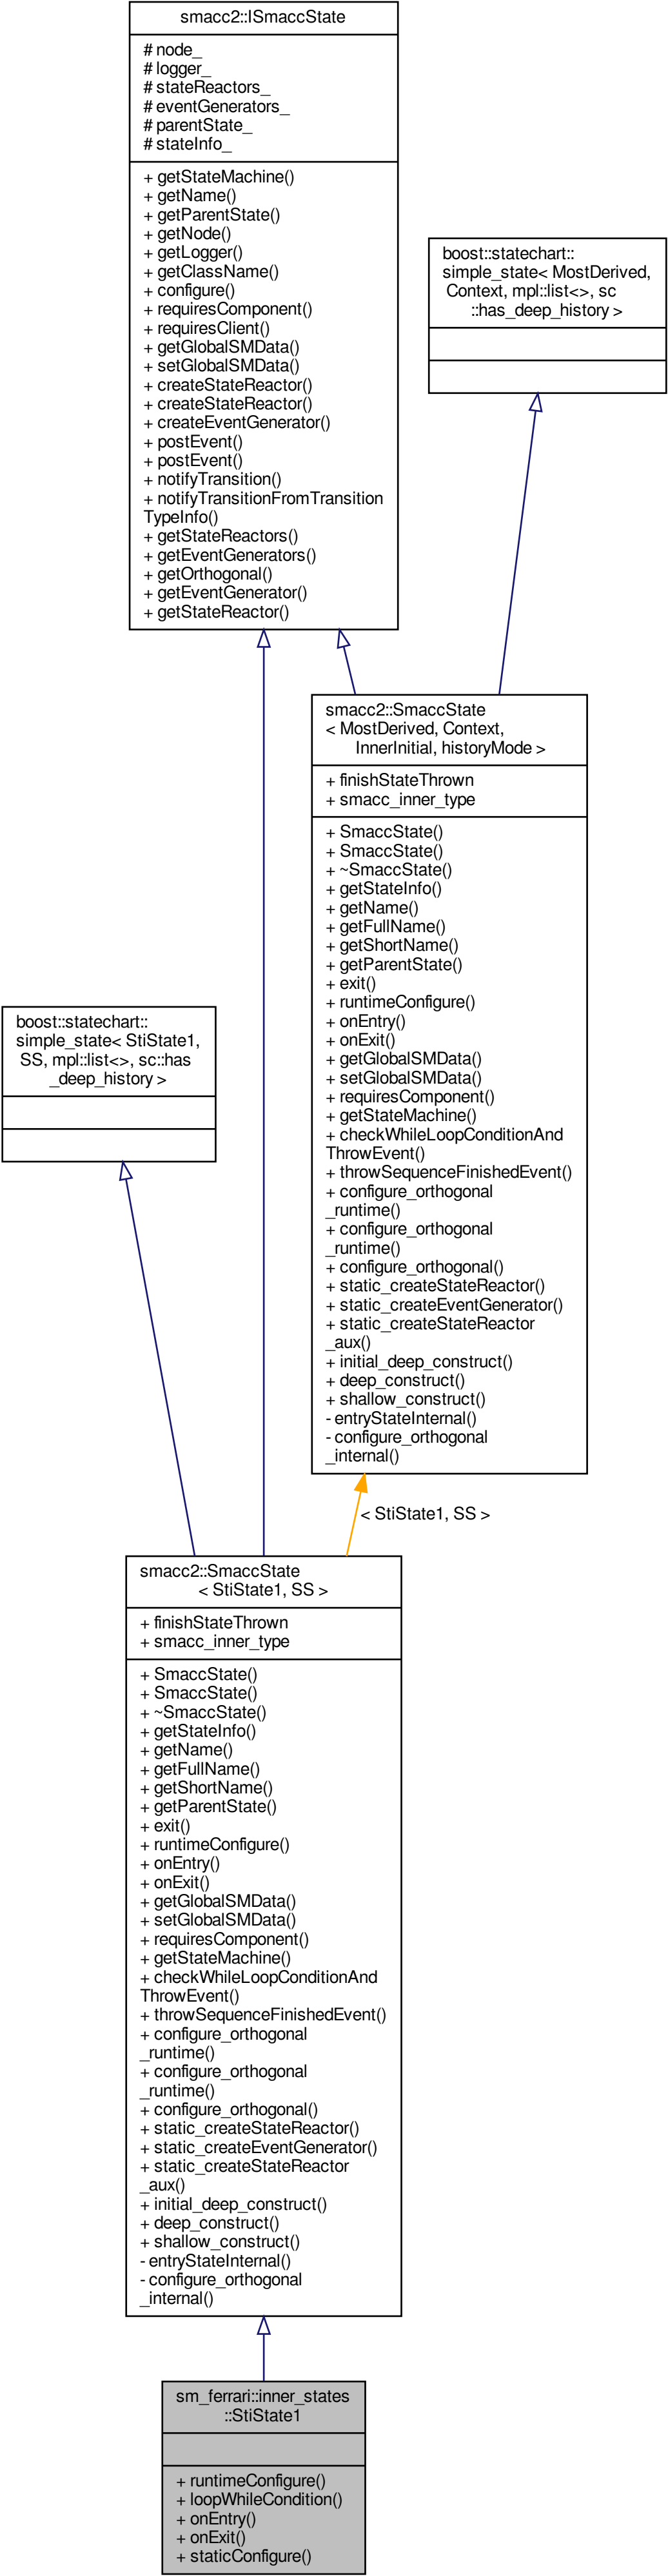 smacc2::ISmaccState
# node_
# logger_
# stateReactors_
# eventGenerators_
# parentState_
# stateInfo_
+ getStateMachine()
+ getName()
+ getParentState()
+ getNode()
+ getLogger()
+ getClassName()
+ configure()
+ requiresComponent()
+ requiresClient()
+ getGlobalSMData()
+ setGlobalSMData()
+ createStateReactor()
+ createStateReactor()
+ createEventGenerator()
+ postEvent()
+ postEvent()
+ notifyTransition()
+ notifyTransitionFromTransition
TypeInfo()
+ getStateReactors()
+ getEventGenerators()
+ getOrthogonal()
+ getEventGenerator()
+ getStateReactor()
boost::statechart::
simple_state< MostDerived,
Context, mpl::list<>, sc
::has_deep_history >
smacc2::SmaccState
< MostDerived, Context,
InnerInitial, historyMode >
+ finishStateThrown
+ smacc_inner_type
+ SmaccState()
+ SmaccState()
+ ~SmaccState()
+ getStateInfo()
+ getName()
+ getFullName()
+ getShortName()
+ getParentState()
+ exit()
+ runtimeConfigure()
+ onEntry()
+ onExit()
+ getGlobalSMData()
+ setGlobalSMData()
+ requiresComponent()
+ getStateMachine()
+ checkWhileLoopConditionAnd
ThrowEvent()
+ throwSequenceFinishedEvent()
+ configure_orthogonal
_runtime()
+ configure_orthogonal
_runtime()
+ configure_orthogonal()
+ static_createStateReactor()
+ static_createEventGenerator()
+ static_createStateReactor
_aux()
+ initial_deep_construct()
+ deep_construct()
+ shallow_construct()
- entryStateInternal()
- configure_orthogonal
_internal()
boost::statechart::
simple_state< StiState1,
SS, mpl::list<>, sc::has
_deep_history >
< StiState1, SS >
smacc2::SmaccState
< StiState1, SS >
+ finishStateThrown
+ smacc_inner_type
+ SmaccState()
+ SmaccState()
+ ~SmaccState()
+ getStateInfo()
+ getName()
+ getFullName()
+ getShortName()
+ getParentState()
+ exit()
+ runtimeConfigure()
+ onEntry()
+ onExit()
+ getGlobalSMData()
+ setGlobalSMData()
+ requiresComponent()
+ getStateMachine()
+ checkWhileLoopConditionAnd
ThrowEvent()
+ throwSequenceFinishedEvent()
+ configure_orthogonal
_runtime()
+ configure_orthogonal
_runtime()
+ configure_orthogonal()
+ static_createStateReactor()
+ static_createEventGenerator()
+ static_createStateReactor
_aux()
+ initial_deep_construct()
+ deep_construct()
+ shallow_construct()
- entryStateInternal()
- configure_orthogonal
_internal()
sm_ferrari::inner_states
::StiState1
+ runtimeConfigure()
+ loopWhileCondition()
+ onEntry()
+ onExit()
+ staticConfigure()